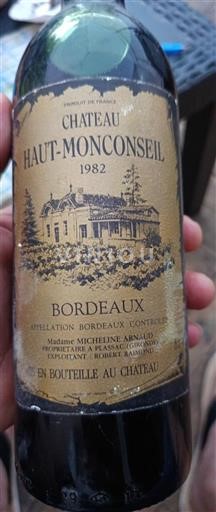 PRODUIT DE FRANCE
CHATEAU
HAUT-MONCONSEIL
1982
BORDEAUX
APPELLATION BORDEAUX CONTROLÉE
Madame MICHELINE ARNAUD
PROPRIETAIRE A PLASSAC (GIRONDE)
EXPLOITANT : ROBERT RAIMOND
EN BOUTEILLE AU CHATEAU